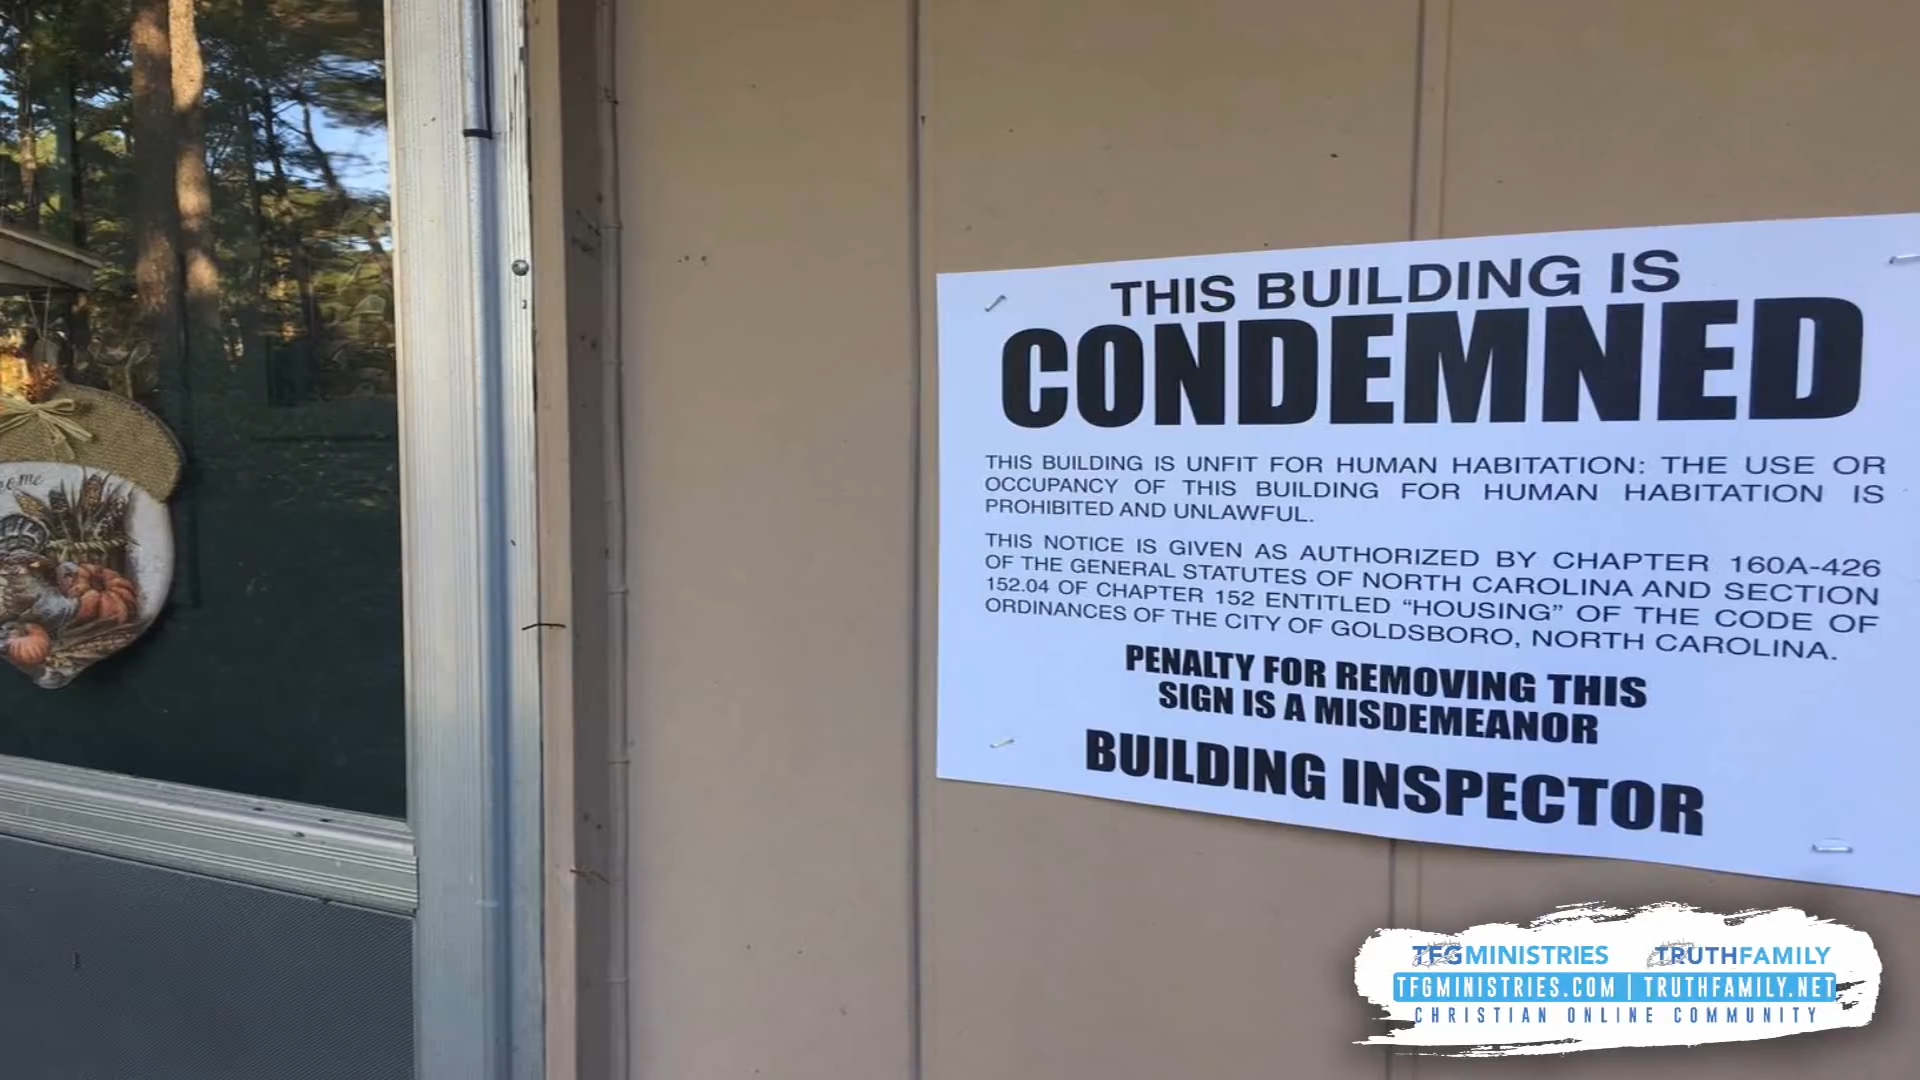 THIS BUILDING IS
CONDEMNED
THIS BUILDING IS UNFIT FOR HUMAN HABITATION: THE USE OR
OCCUPANCY OF THIS BUILDING FOR HUMAN HABITATION IS
PROHIBITED AND UNLAWFUL.
THIS NOTICE IS GIVEN AS AUTHORIZED BY CHAPTER 160A-426
OF THE GENERAL STATUTES OF NORTH CAROLINA AND SECTION
152.04 OF CHAPTER 152 ENTITLED “HOUSING” OF THE CODE OF
ORDINANCES OF THE CITY OF GOLDSBORO, NORTH CAROLINA.
PENALTY FOR REMOVING THIS
SIGN IS A MISDEMEANOR
BUILDING INSPECTOR
TFGMINISTRIES TRUTHFAMILY
TFGMINISTRIES.COM | TRUTHFAMILY.NET
CHRISTIAN ONLINE COMMUNITY